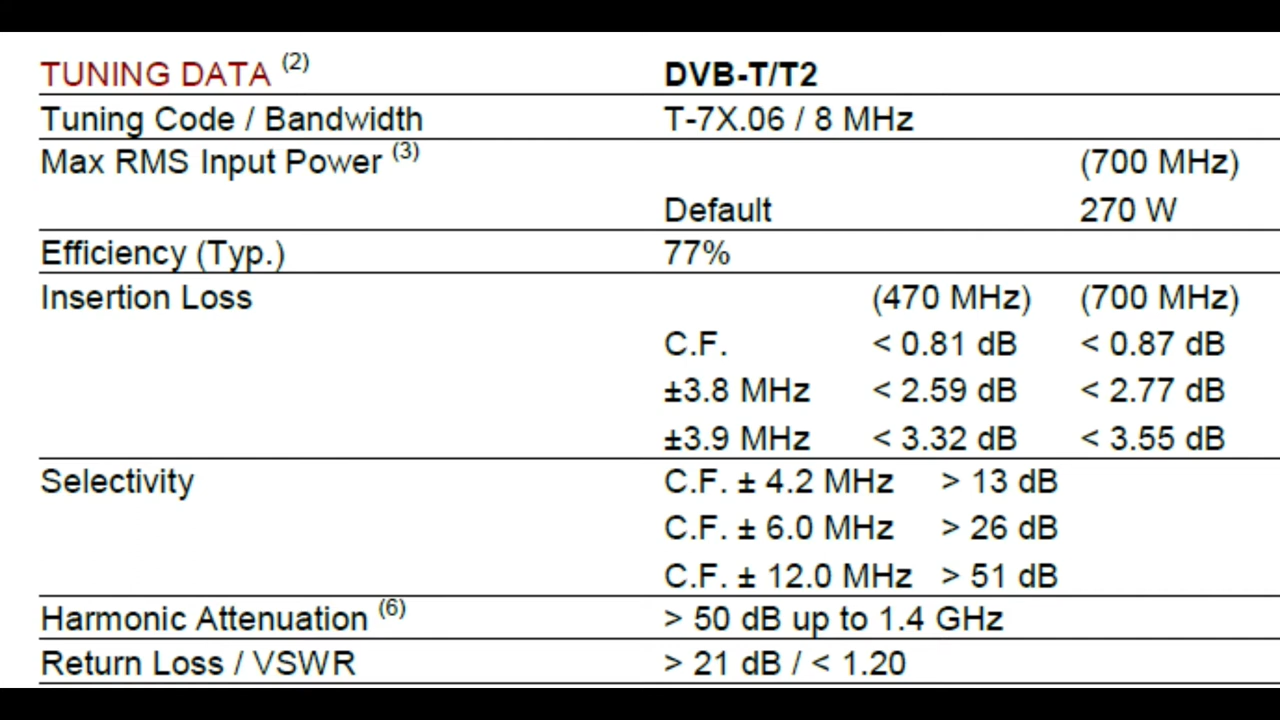 TUNING DATA (2) DVB-T/T2
Tuning Code / Bandwidth T-7X.06 / 8 MHz
Max RMS Input Power (3) (700 MHz)
Default 270 W
Efficiency (Typ.) 77%
Insertion Loss (470 MHz) (700 MHz)
C.F. < 0.81 dB < 0.87 dB
±3.8 MHz < 2.59 dB < 2.77 dB
±3.9 MHz < 3.32 dB < 3.55 dB
Selectivity C.F. ± 4.2 MHz > 13 dB
C.F. ± 6.0 MHz > 26 dB
C.F. ± 12.0 MHz > 51 dB
Harmonic Attenuation (6) > 50 dB up to 1.4 GHz
Return Loss / VSWR > 21 dB / < 1.20